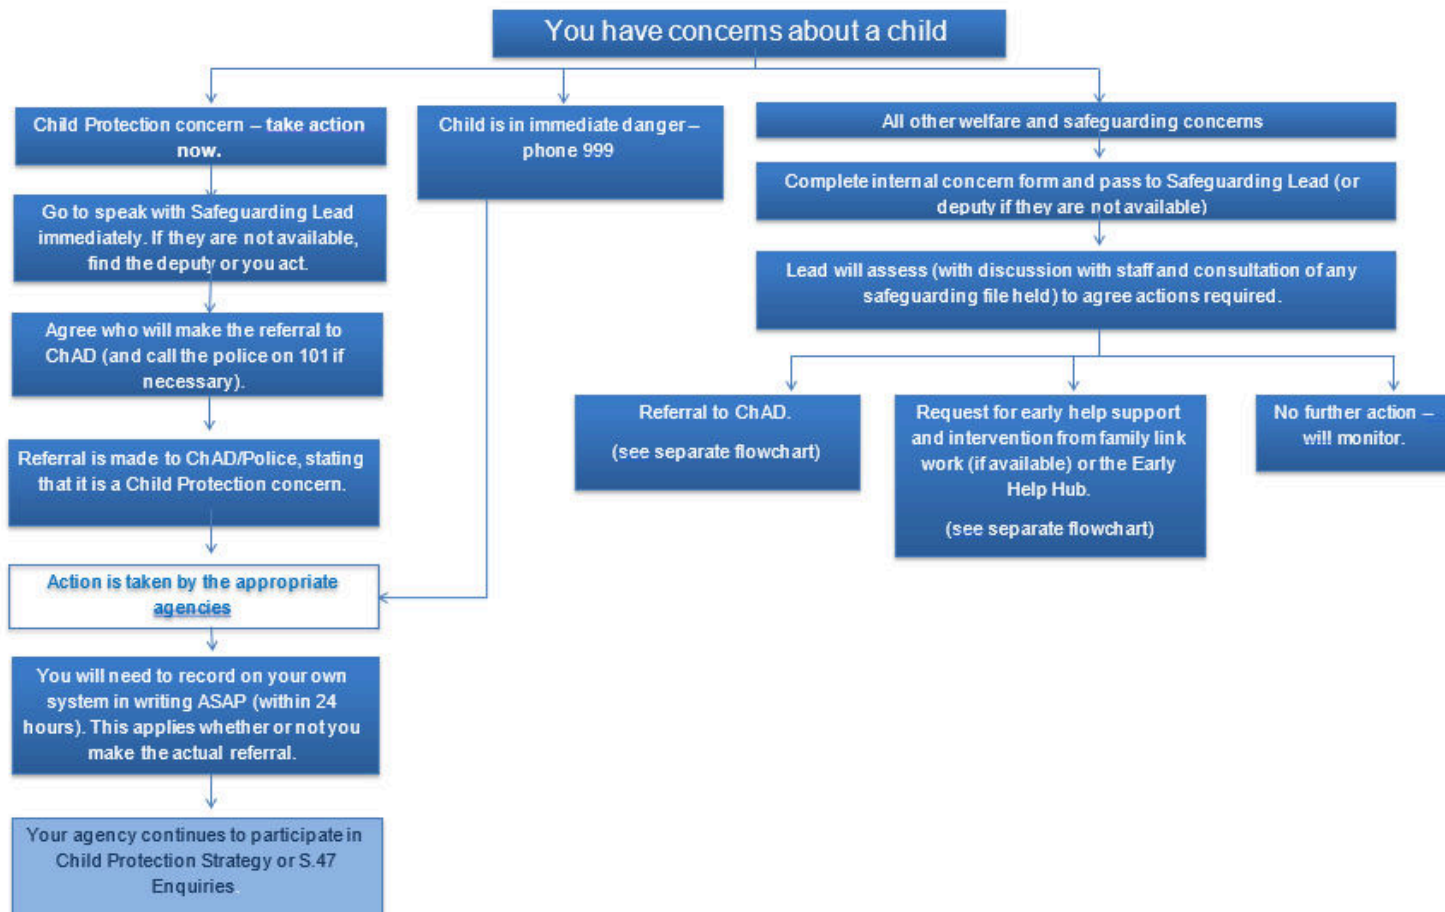 You have concerns about a child
Child Protection concern – take action
now.
Go to speak with Safeguarding Lead
immediately. If they are not available,
find the deputy or you act.
Agree who will make the referral to
ChAD (and call the police on 101 if
necessary).
Referral is made to ChAD/Police, stating
that it is a Child Protection concern.
Action is taken by the appropriate
agencies
You will need to record on your own
system in writing ASAP (within 24
hours). This applies whether or not you
make the actual referral.
Your agency continues to participate in
Child Protection Strategy or S.47
Enquiries.
Child is in immediate danger –
phone 999
All other welfare and safeguarding concerns
Complete internal concern form and pass to Safeguarding Lead (or
deputy if they are not available)
Lead will assess (with discussion with staff and consultation of any
safeguarding file held) to agree actions required.
Referral to ChAD.
(see separate flowchart)
Request for early help support
and intervention from family link
work (if available) or the Early
Help Hub.
(see separate flowchart)
No further action –
will monitor.